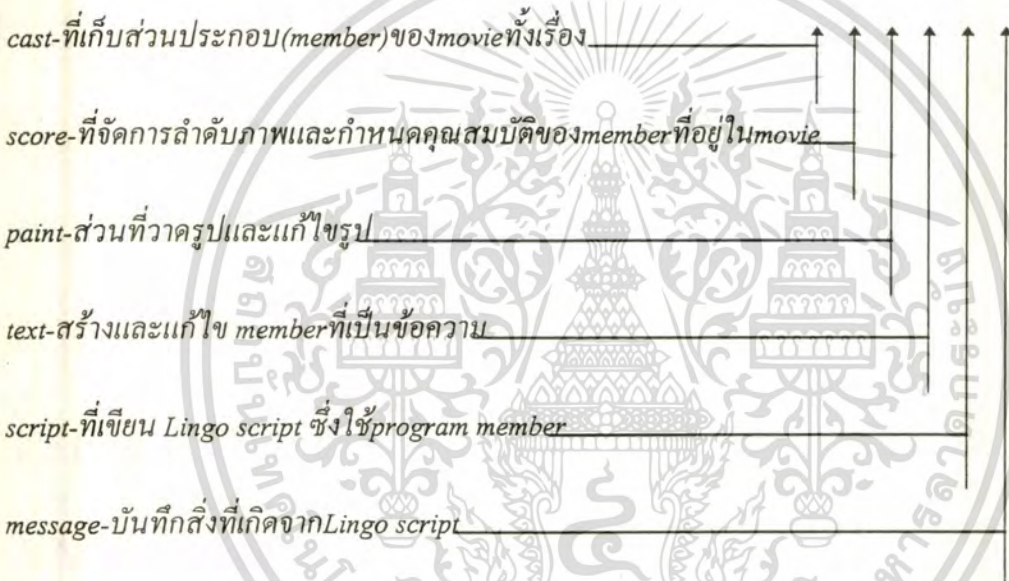 cast-ที่เก็บส่วนประกอบ(member)ของmovieทั้งเรื่อง
score-ที่จัดการลำดับภาพและกำหนดคุณสมบัติของmemberที่อยู่ในmovie
paint-ส่วนที่วาดรูปและแก้ไขรูป
text-สร้างและแก้ไข memberที่เป็นข้อความ
script-ที่เขียน Lingo script ซึ่งใช้program member
message-บันทึกสิ่งที่เกิดจากLingo script